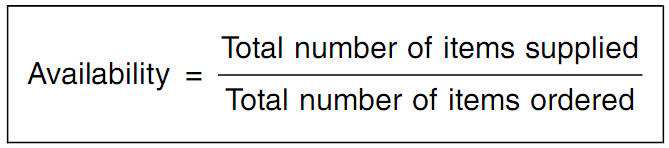 Total number of items supplied
Availability =
Total number of items ordered